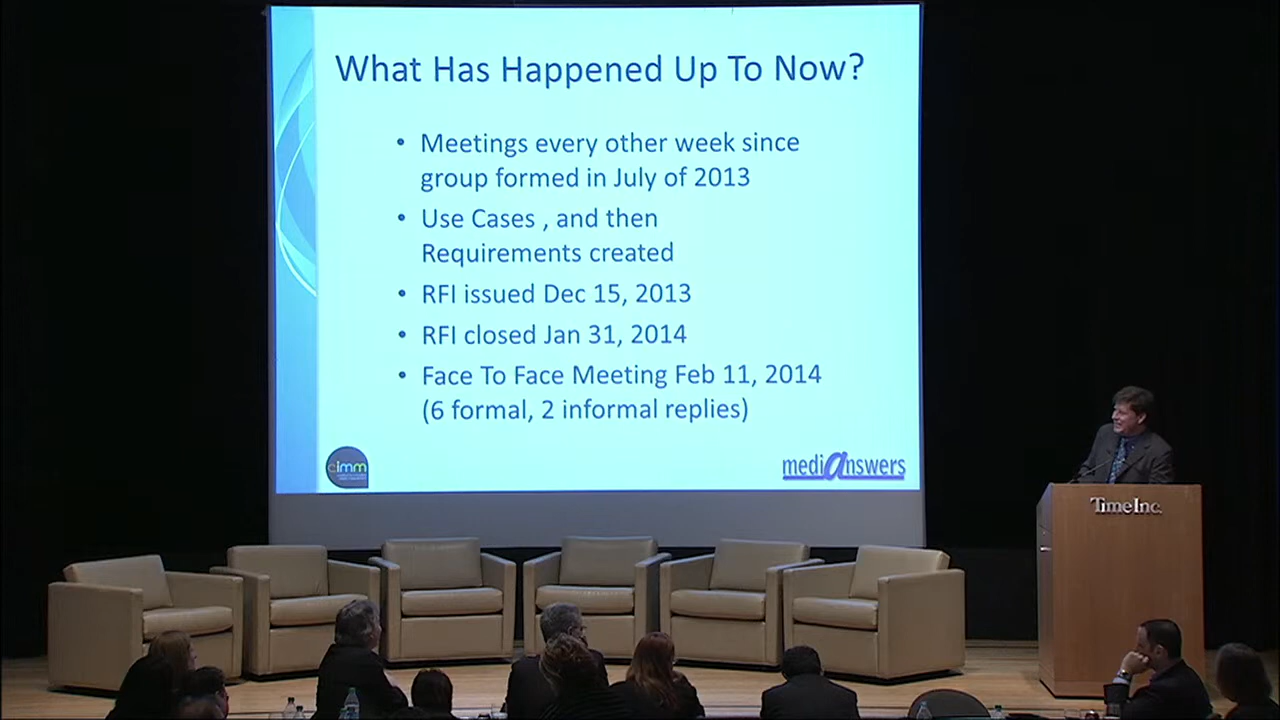 What Has Happened Up To Now?
• Meetings every other week since
group formed in July of 2013
• Use Cases , and then
Requirements created
• RFI issued Dec 15, 2013
• RFI closed Jan 31, 2014
• Face To Face Meeting Feb 11, 2014
(6 formal, 2 informal replies)
cimm
medianswers
TimeInc.